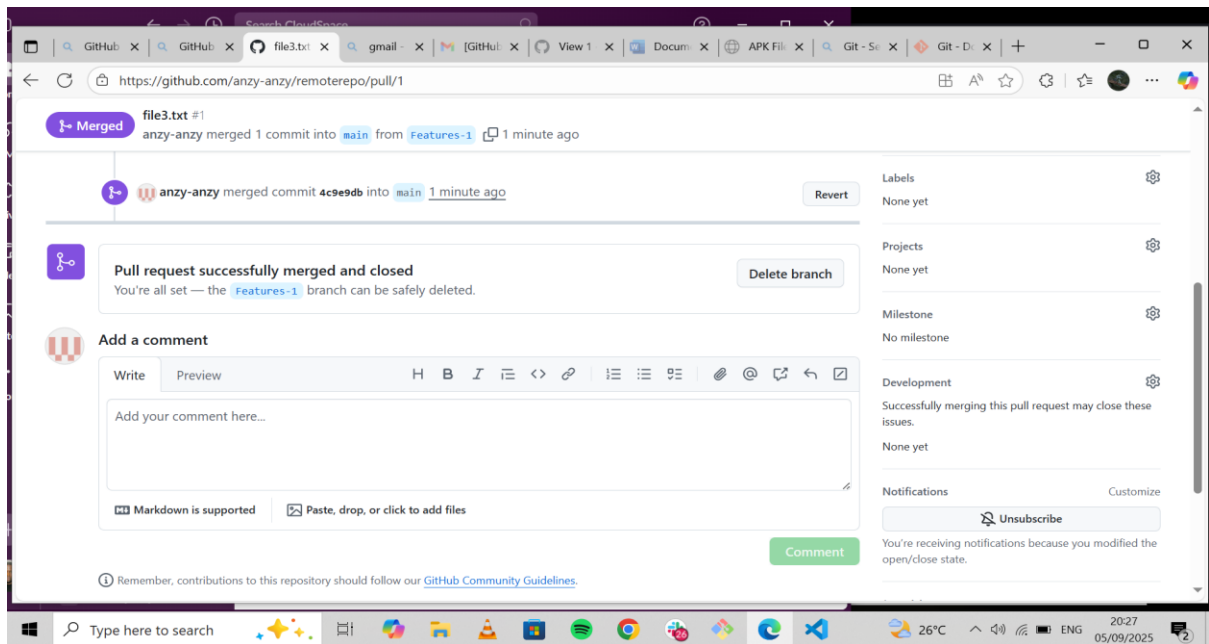 Search CloudSpace
GitHub
GitHub
file3.txt
gmail -
[GitHub
View 1
Docum
APK File
Git - Se
Git - Do
https://github.com/anzy-anzy/remoterepo/pull/1
Merged
file3.txt #1
anzy-anzy merged 1 commit into main from Features-1 1 minute ago
anzy-anzy merged commit 4c9e9db into main 1 minute ago
Revert
Pull request successfully merged and closed
Delete branch
You're all set — the Features-1 branch can be safely deleted.
Add a comment
Write Preview
Add your comment here...
Markdown is supported
Paste, drop, or click to add files
Comment
Remember, contributions to this repository should follow our GitHub Community Guidelines.
Labels
None yet
Projects
None yet
Milestone
No milestone
Development
Successfully merging this pull request may close these
issues.
None yet
Notifications Customize
Unsubscribe
You're receiving notifications because you modified the
open/close state.
Type here to search
26
26°C
ENG
20:27
05/09/2025
2